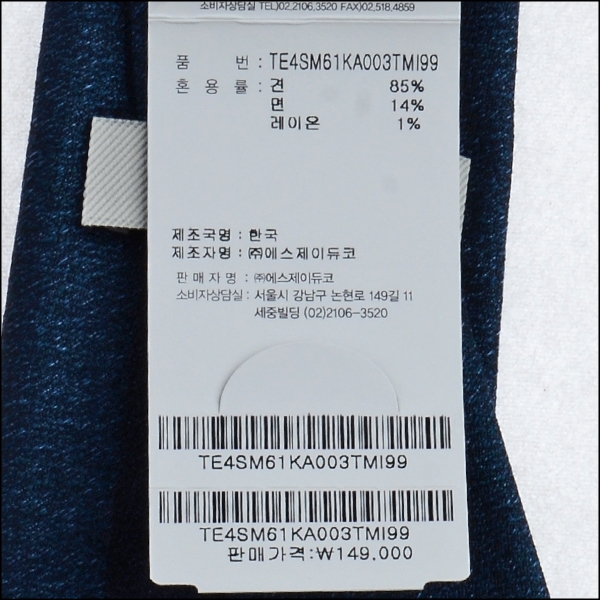 소비자상담실 TEL)02,2106,3520 FAX)02,518,4859
품 번: TE4SM61KA003TMI99
혼 용 률: 견 85%
면 14%
레이온 1%
제조국명: 한국
제조자명: ㈜에스제이듀코
판 매 자 명 : ㈜에스제이듀코
소비자상담실 : 서울시 강남구 논현로 149길 11
세중빌딩 (02)2106-3520
TE4SM61KA003TMI99
TE4SM61KA003TMI99
판매가격:₩149,000